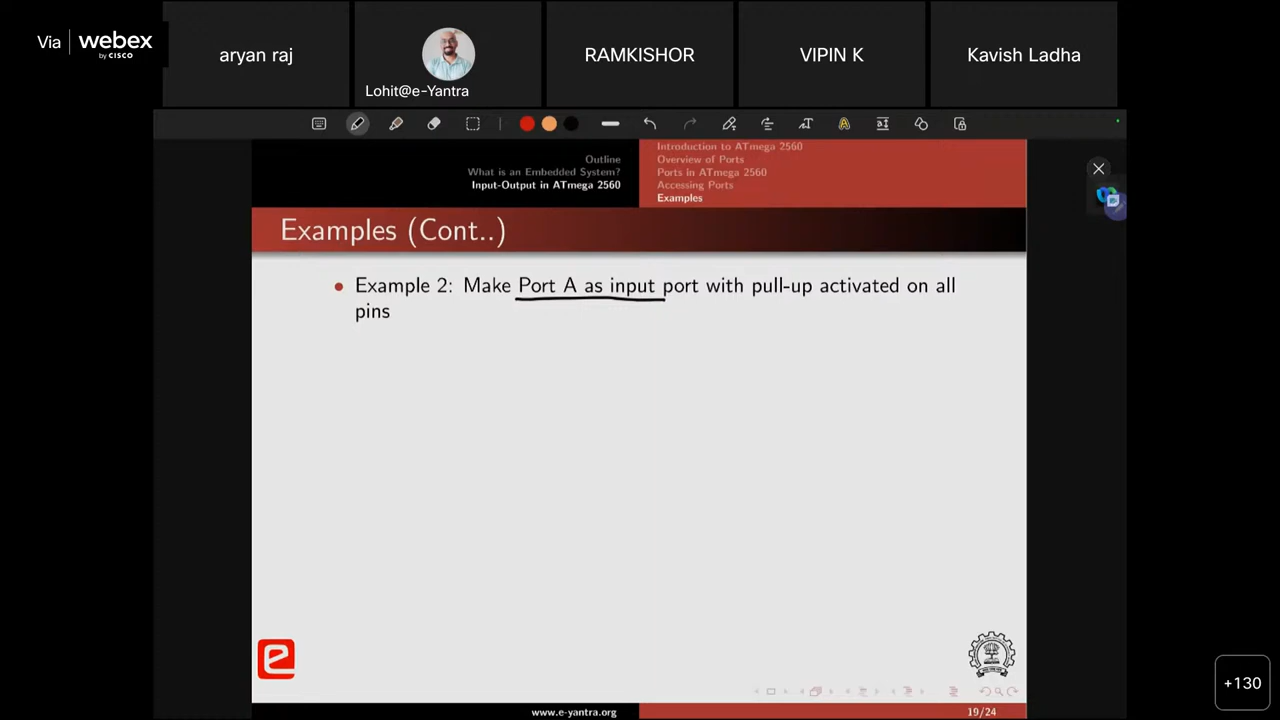 Via webex
by CISCO
aryan raj
Lohit@e-Yantra
RAMKISHOR
VIPIN K
Kavish Ladha
Outline
What is an Embedded System?
Input-Output in ATmega 2560
Introduction to ATmega 2560
Overview of Ports
Ports in ATmega 2560
Accessing Ports
Examples
Examples (Cont..)
Example 2: Make Port A as input port with pull-up activated on all
pins
www.e-yantra.org
19/24
+130